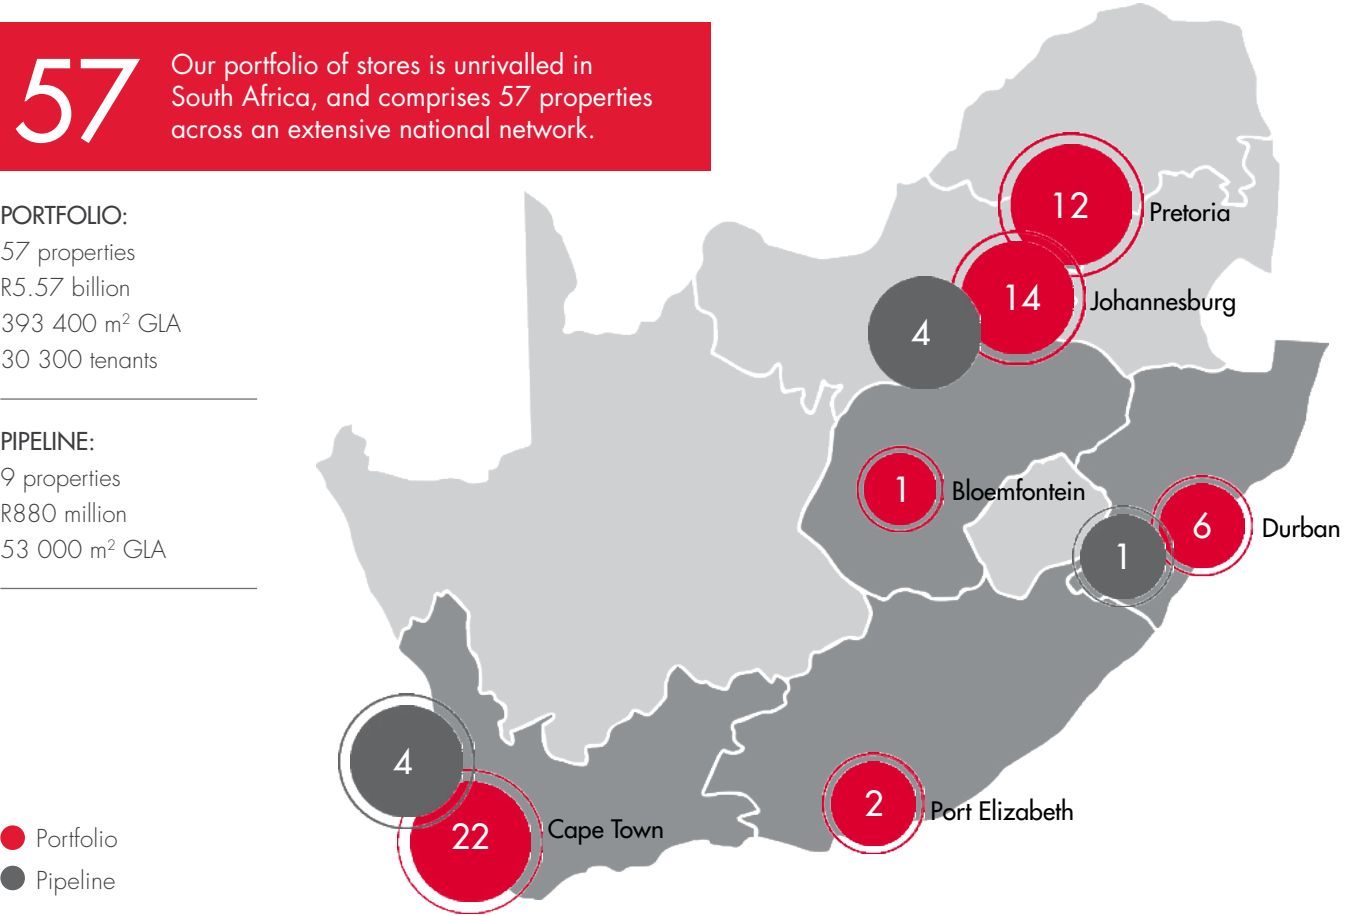 57
Our portfolio of stores is unrivalled in
South Africa, and comprises 57 properties
across an extensive national network.
PORTFOLIO:
57 properties
R5.57 billion
393 400 m² GLA
30 300 tenants
PIPELINE:
9 properties
R880 million
53 000 m² GLA
12
Pretoria
14
Johannesburg
4
1
Bloemfontein
6
Durban
1
4
22
Cape Town
2
Port Elizabeth
Portfolio
Pipeline